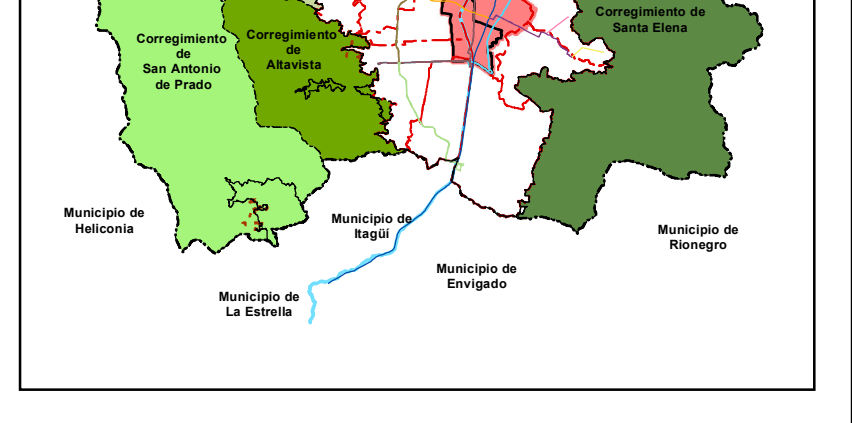 Corregimiento de
Santa Elena
Corregimiento
de
San Antonio
de Prado
Corregimiento
de
Altavista
Municipio de
Heliconia
Municipio de
Itagüí
Municipio de
Rionegro
Municipio de
Envigado
Municipio de
La Estrella